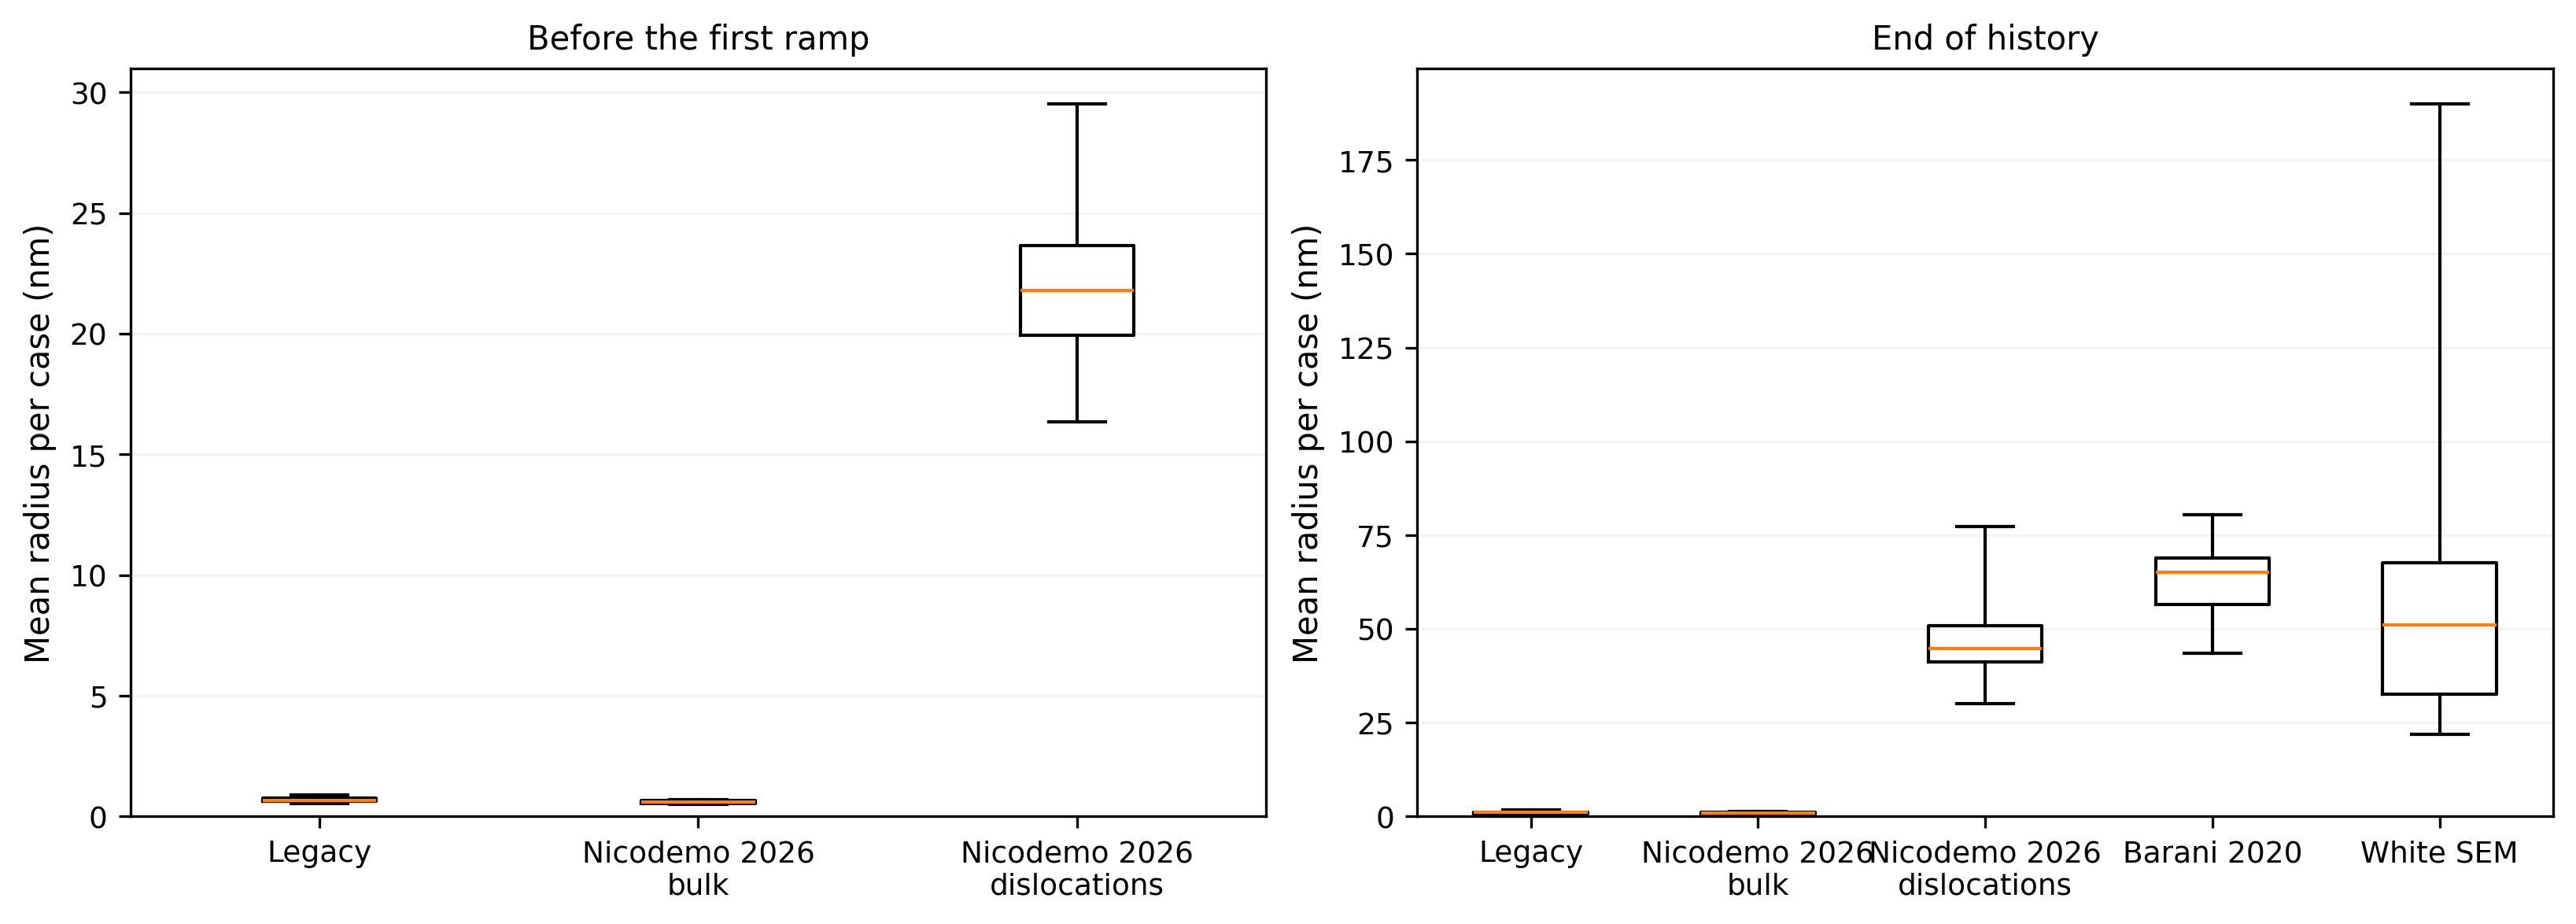 Before the first ramp
Mean radius per case (nm)
30
25
20
15
10
5
0
Legacy
Nicodemo 2026
bulk
Nicodemo 2026
dislocations
End of history
Mean radius per case (nm)
175
150
125
100
75
50
25
0
Legacy
Nicodemo 2026
bulk
Nicodemo 2026
dislocations
Barani 2020
White SEM